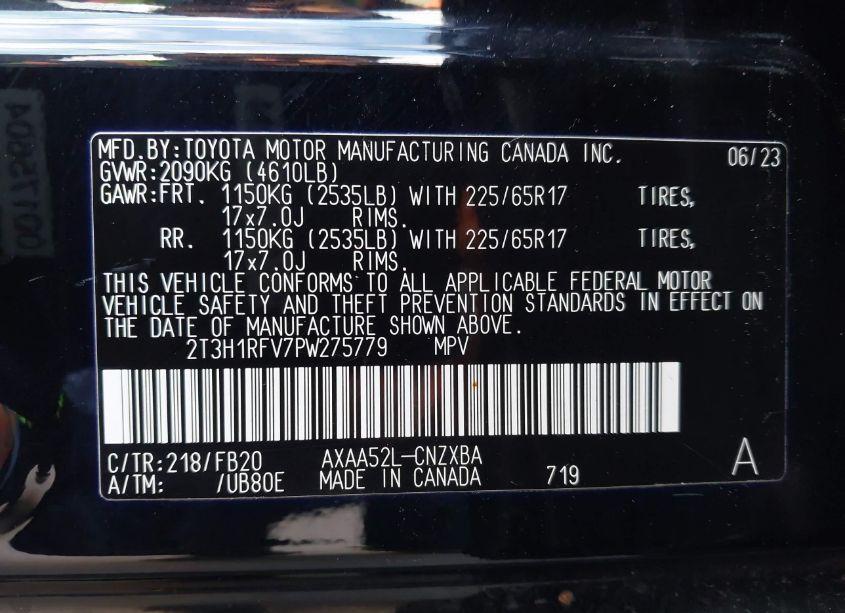 MFD.BY:TOYOTA MOTOR MANUFACTURING CANADA INC. 06/23
GVWR:2090KG (4610LB)
GAWR:FRT. 1150KG (2535LB) WITH 225/65R17 TIRES,
17x7.0J RIMS.
RR. 1150KG (2535LB) WITH 225/65R17 TIRES,
17x7.0J RIMS.
THIS VEHICLE CONFORMS TO ALL APPLICABLE FEDERAL MOTOR
VEHICLE SAFETY AND THEFT PREVENTION STANDARDS IN EFFECT ON
THE DATE OF MANUFACTURE SHOWN ABOVE.
2T3H1RFV7PW275779 MPV
C/TR:218/FB20 AXAA52L-CNZXBA A
A/TM: /UB80E MADE IN CANADA 719